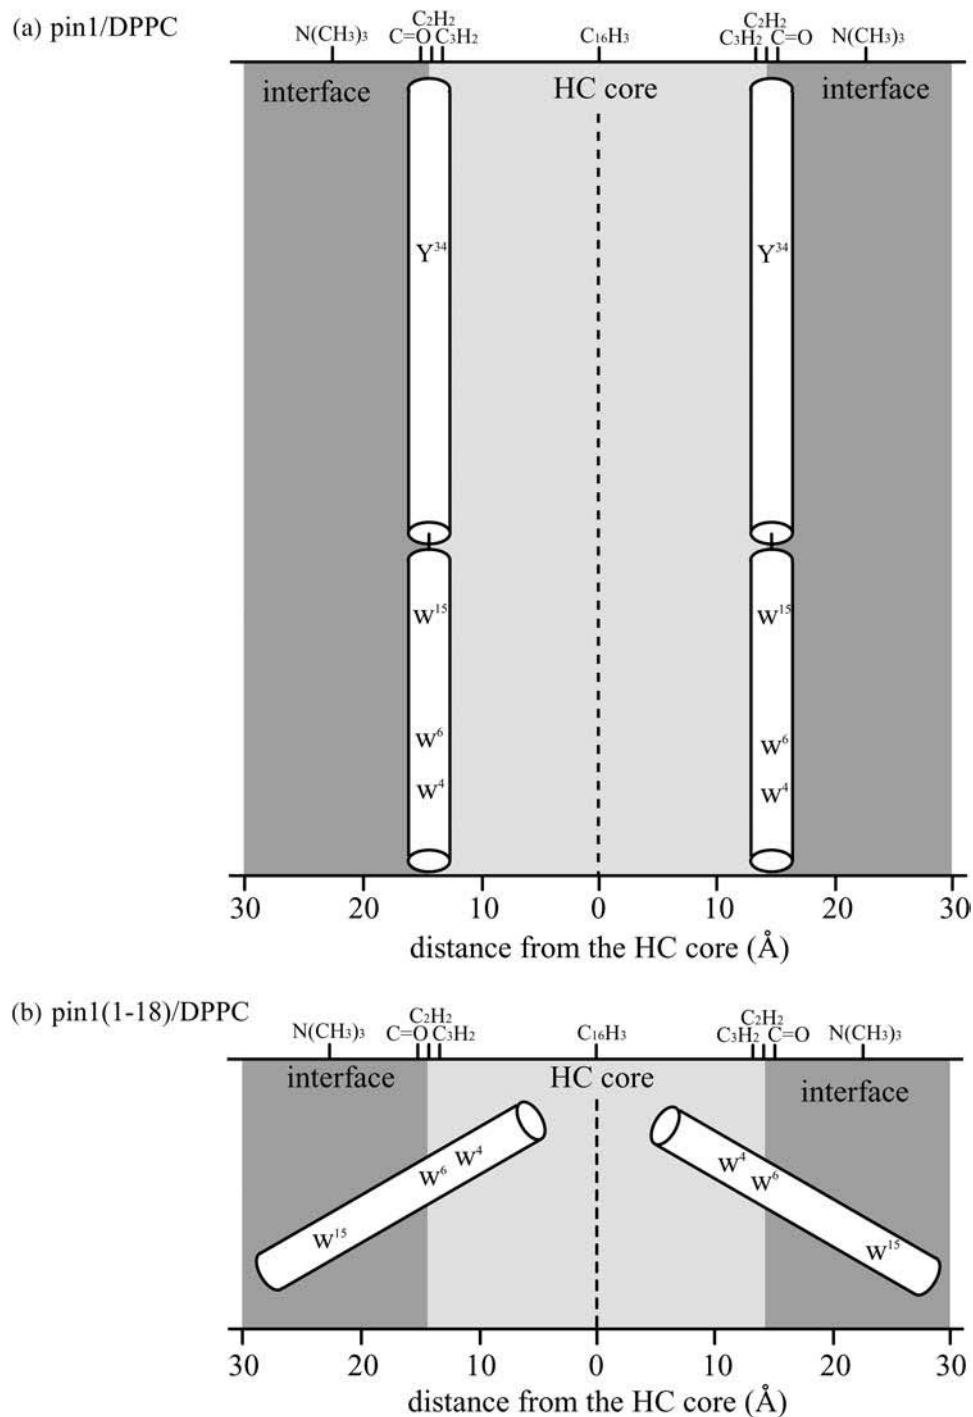 (a) pin1/DPPC
N(CH₃)₃ C=O C₂H₂ C₃H₂ C₁₆H₃ C₃H₂ C₂H₂ C=O N(CH₃)₃
interface HC core interface
Y³⁴ Y³⁴
W¹⁵ W¹⁵
W⁶ W⁶
W⁴ W⁴
30 20 10 0 10 20 30
distance from the HC core (Å)
(b) pin1(1-18)/DPPC
N(CH₃)₃ C=O C₂H₂ C₃H₂ C₁₆H₃ C₃H₂ C₂H₂ C=O N(CH₃)₃
interface HC core interface
W⁴ W⁴
W⁶ W⁶
W¹⁵ W¹⁵
30 20 10 0 10 20 30
distance from the HC core (Å)